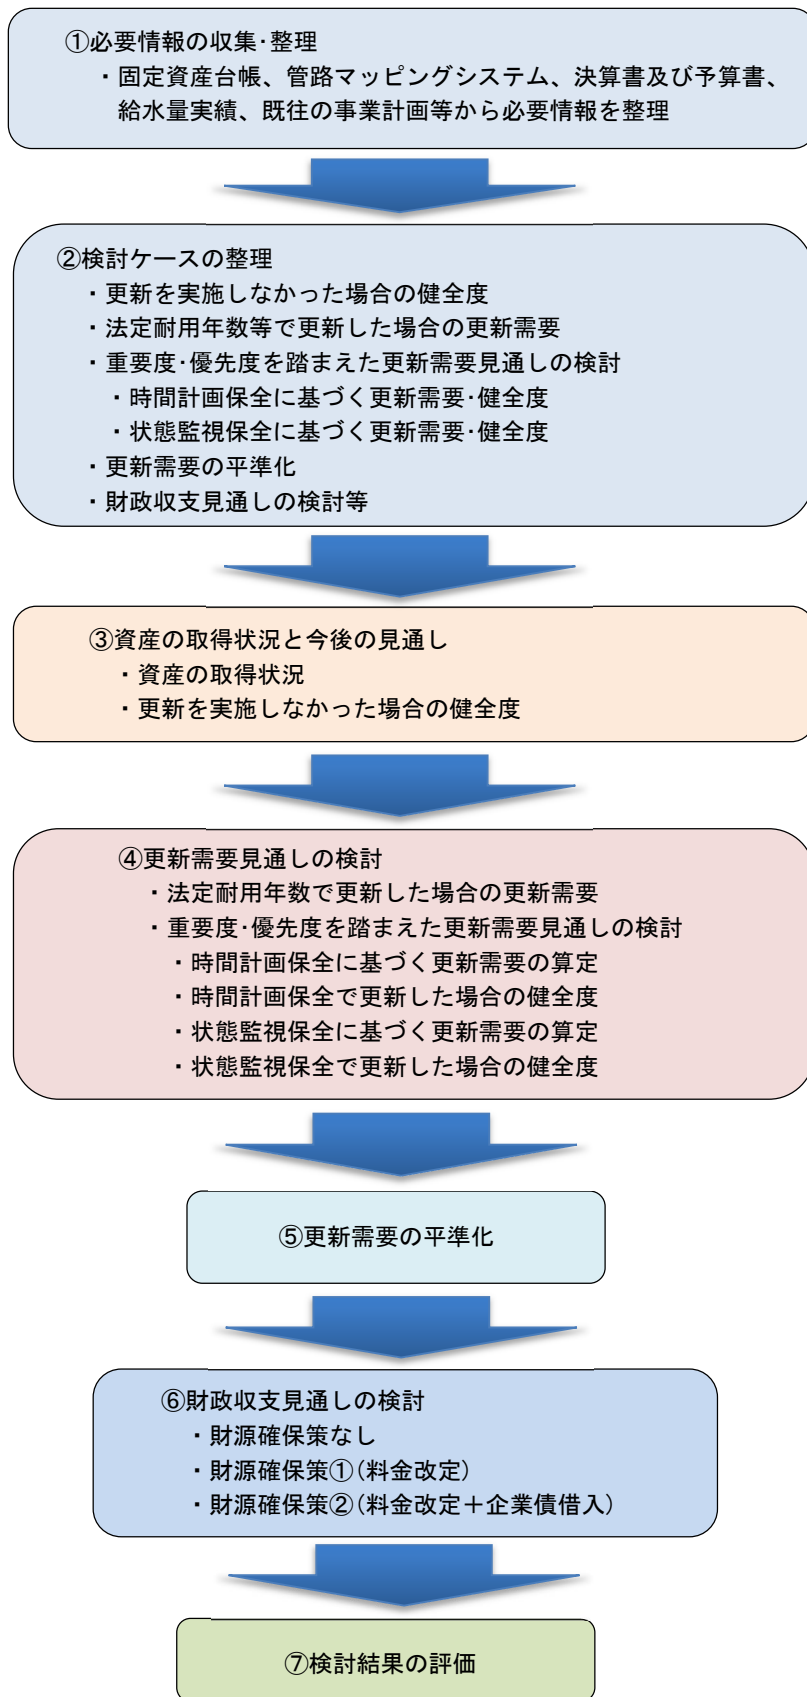 ①必要情報の収集･整理
・固定資産台帳、管路マッピングシステム、決算書及び予算書、
給水量実績、既往の事業計画等から必要情報を整理
②検討ケースの整理
・更新を実施しなかった場合の健全度
・法定耐用年数等で更新した場合の更新需要
・重要度･優先度を踏まえた更新需要見通しの検討
・時間計画保全に基づく更新需要･健全度
・状態監視保全に基づく更新需要･健全度
・更新需要の平準化
・財政収支見通しの検討等
③資産の取得状況と今後の見通し
・資産の取得状況
・更新を実施しなかった場合の健全度
④更新需要見通しの検討
・法定耐用年数で更新した場合の更新需要
・重要度･優先度を踏まえた更新需要見通しの検討
・時間計画保全に基づく更新需要の算定
・時間計画保全で更新した場合の健全度
・状態監視保全に基づく更新需要の算定
・状態監視保全で更新した場合の健全度
⑤更新需要の平準化
⑥財政収支見通しの検討
・財源確保策なし
・財源確保策①(料金改定)
・財源確保策②(料金改定＋企業債借入)
⑦検討結果の評価